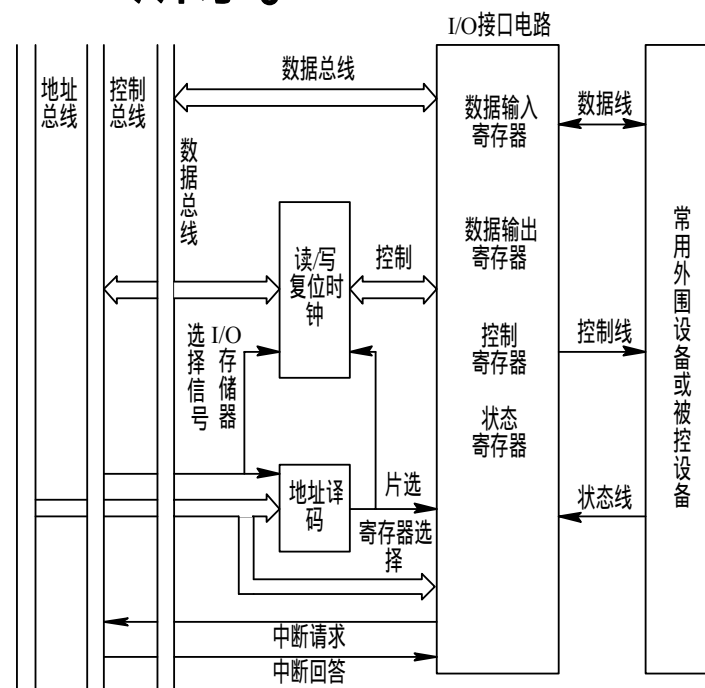 I/O接口电路
地址
总线
控制
总线
数据总线
数据总线
数据输入
寄存器
数据线
数据输出
寄存器
读/写
复位时
钟
控制
常用外围设备或被控设备
选择信号
I/O
存储器
控制
寄存器
控制线
状态
寄存器
地址译
码
片选
寄存器选
择
状态线
中断请求
中断回答